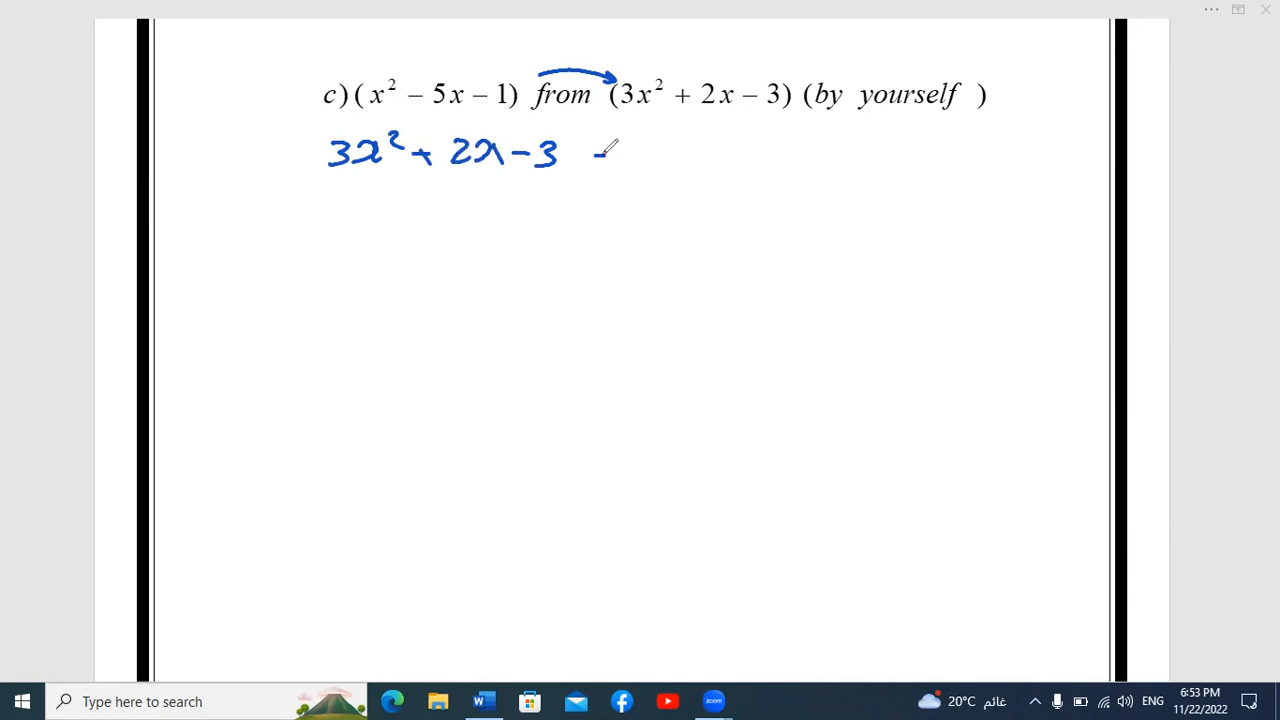 c) (x² − 5x − 1) from (3x² + 2x − 3) (by yourself )
3x² + 2x − 3 −
Type here to search
20°C غائم
ENG
6:53 PM
11/22/2022
zoom